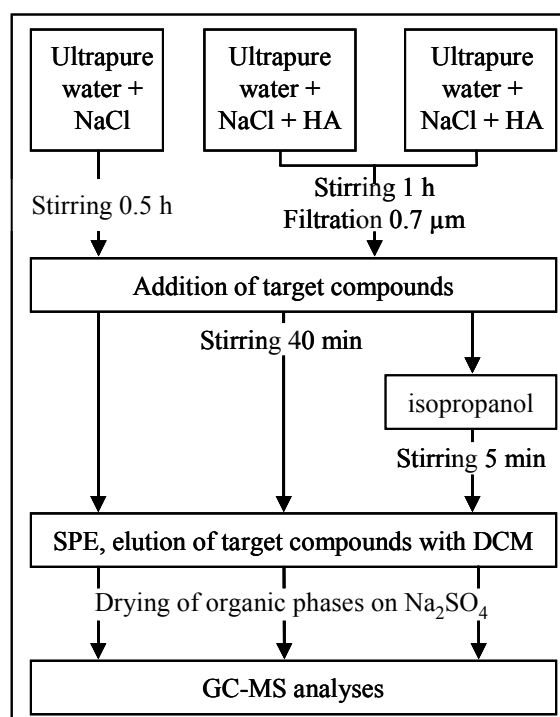 Ultrapure
water +
NaCl
Ultrapure
water +
NaCl + HA
Ultrapure
water +
NaCl + HA
Stirring 0.5 h
Stirring 1 h
Filtration 0.7 µm
Addition of target compounds
Stirring 40 min
isopropanol
Stirring 5 min
SPE, elution of target compounds with DCM
Drying of organic phases on Na₂SO₄
GC-MS analyses